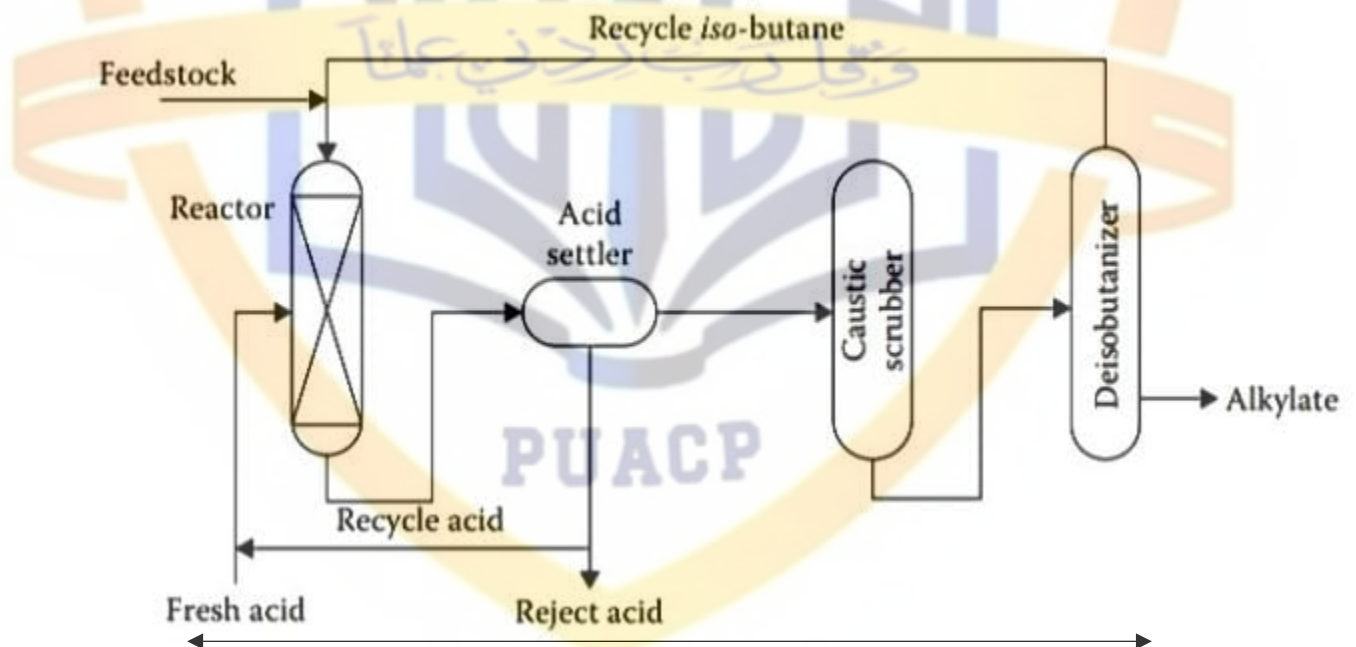 Recycle iso-butane
وَقُل رَّبِّ زِدْنِي عِلْمًا
Feedstock
Reactor
Acid
settler
Caustic
scrubber
Deisobutanizer
Alkylate
PUACP
Recycle acid
Fresh acid
Reject acid